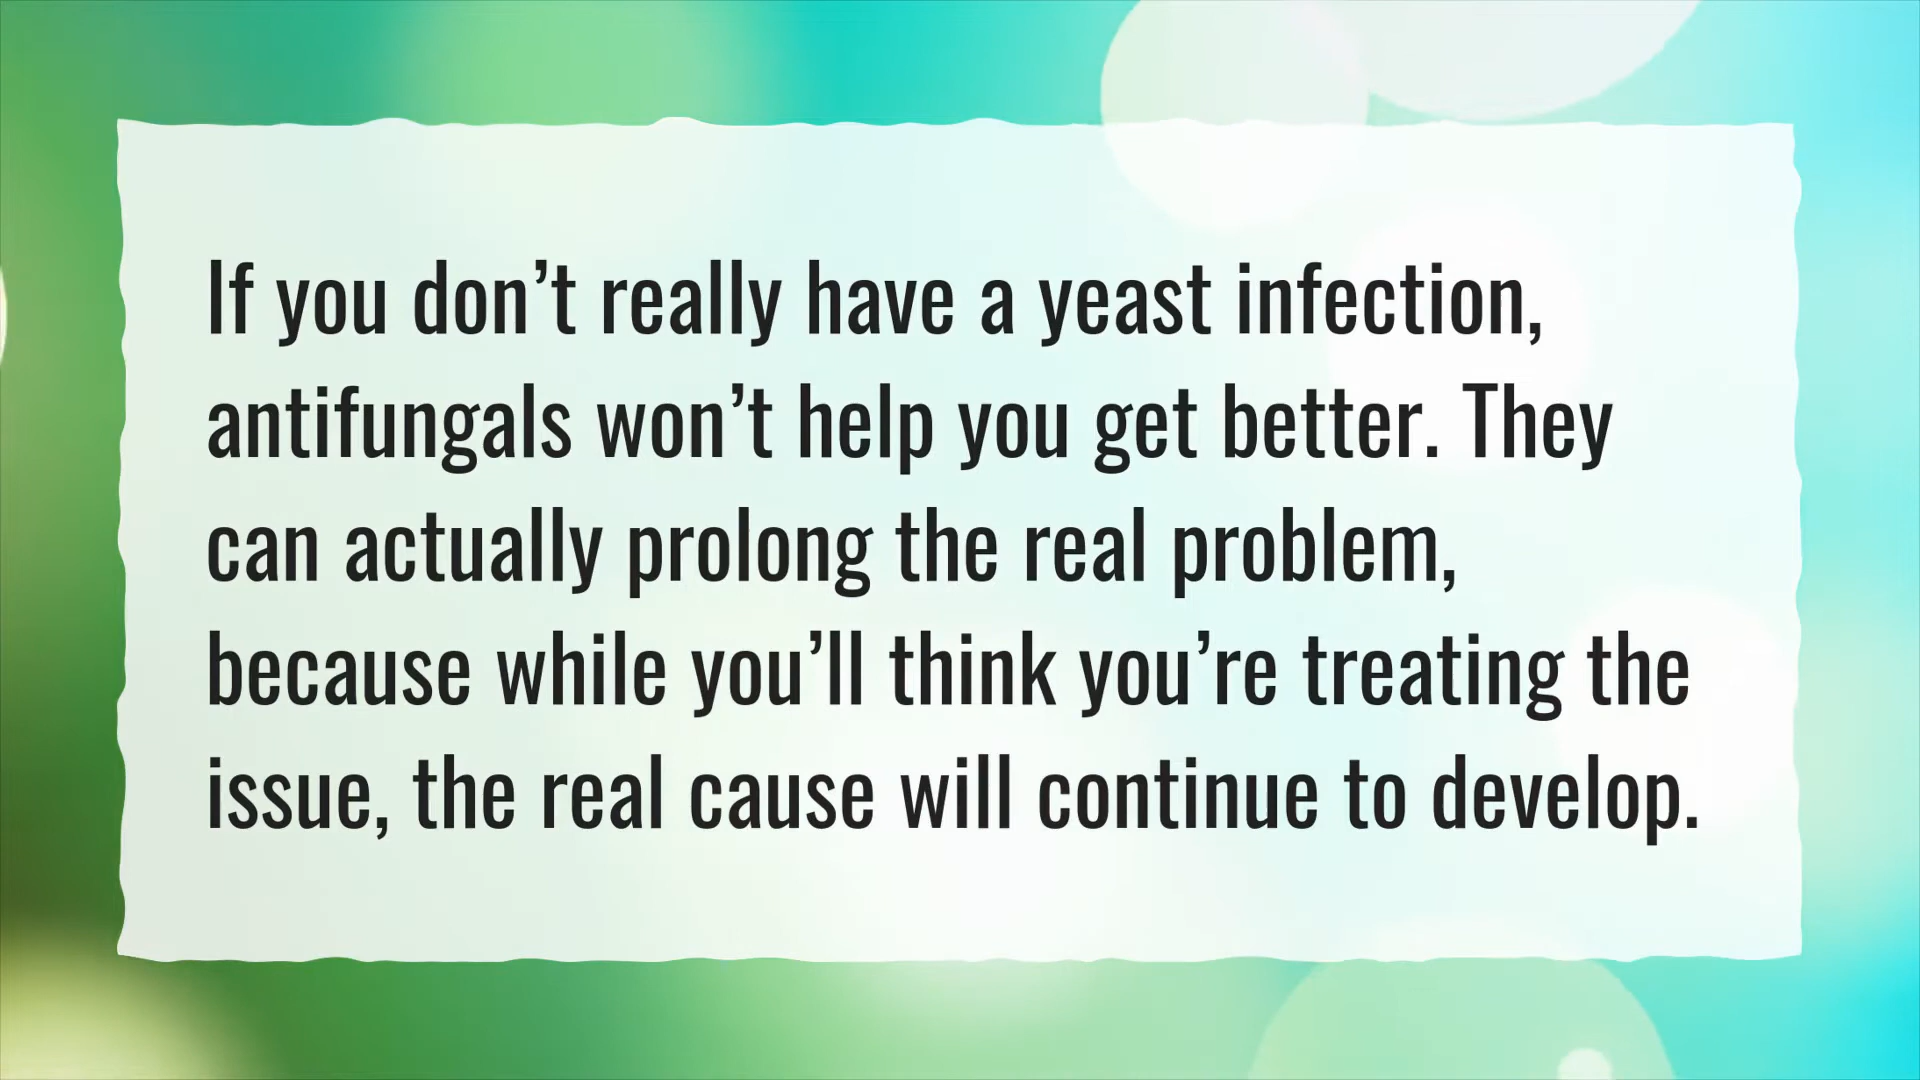 If you don’t really have a yeast infection,
antifungals won’t help you get better. They
can actually prolong the real problem,
because while you’ll think you’re treating the
issue, the real cause will continue to develop.